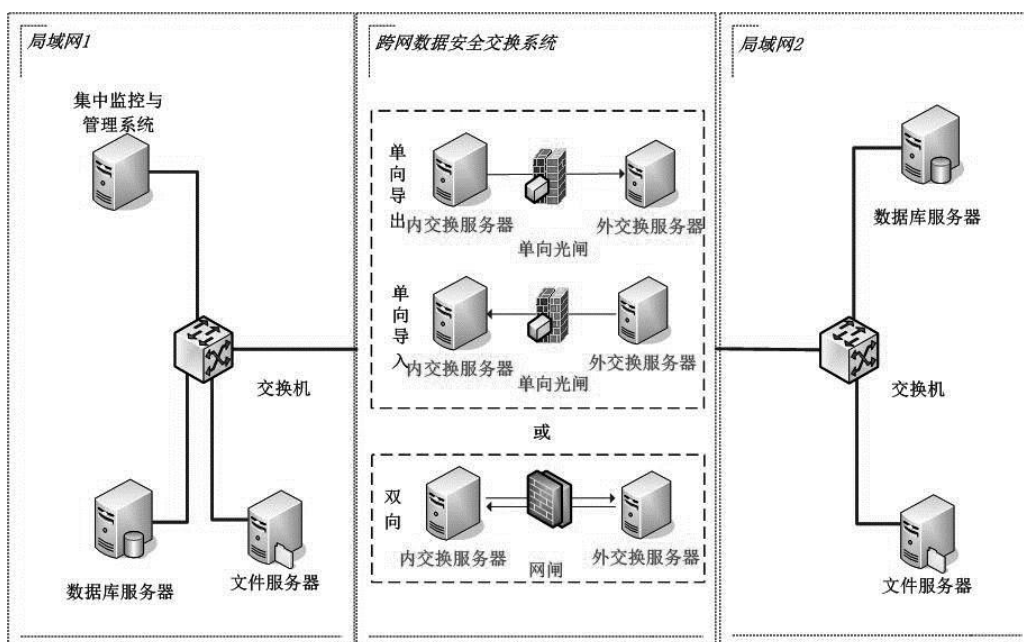 局域网1
集中监控与
管理系统
交换机
数据库服务器
文件服务器
跨网数据安全交换系统
单向导出
内交换服务器
外交换服务器
单向光闸
单向导入
内交换服务器
外交换服务器
单向光闸
或
双向
内交换服务器
外交换服务器
网闸
局域网2
数据库服务器
交换机
文件服务器